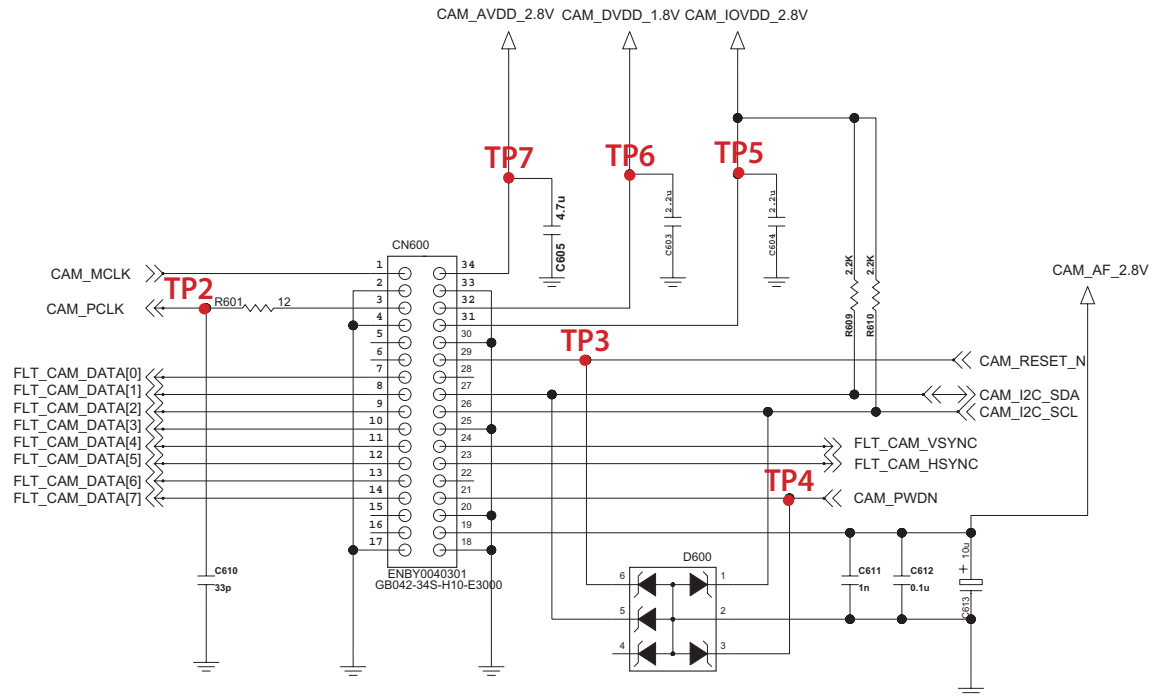 CAM_AVDD_2.8V CAM_DVDD_1.8V CAM_IOVDD_2.8V
TP7 TP6 TP5
4.7u
C605
2.2u
C603
2.2u
C604
CN600
CAM_AF_2.8V
2.2K
R609
2.2K
R610
CAM_MCLK 1 34
2 33
CAM_PCLK TP2 R601 12 3 32
4 31
5 30
TP3
6 29 CAM_RESET_N
FLT_CAM_DATA[0] 7 28
FLT_CAM_DATA[1] 8 27 CAM_I2C_SDA
FLT_CAM_DATA[2] 9 26 CAM_I2C_SCL
FLT_CAM_DATA[3] 10 25
FLT_CAM_DATA[4] 11 24 FLT_CAM_VSYNC
FLT_CAM_DATA[5] 12 23 FLT_CAM_HSYNC
FLT_CAM_DATA[6] 13 22
TP4
FLT_CAM_DATA[7] 14 21 CAM_PWDN
15 20
16 19
17 18
ENBY0040301
GB042-34S-H10-E3000
C610
33p
D600
6 1
5 2
4 3
C611
1n
C612
0.1u
+ 10u
C613